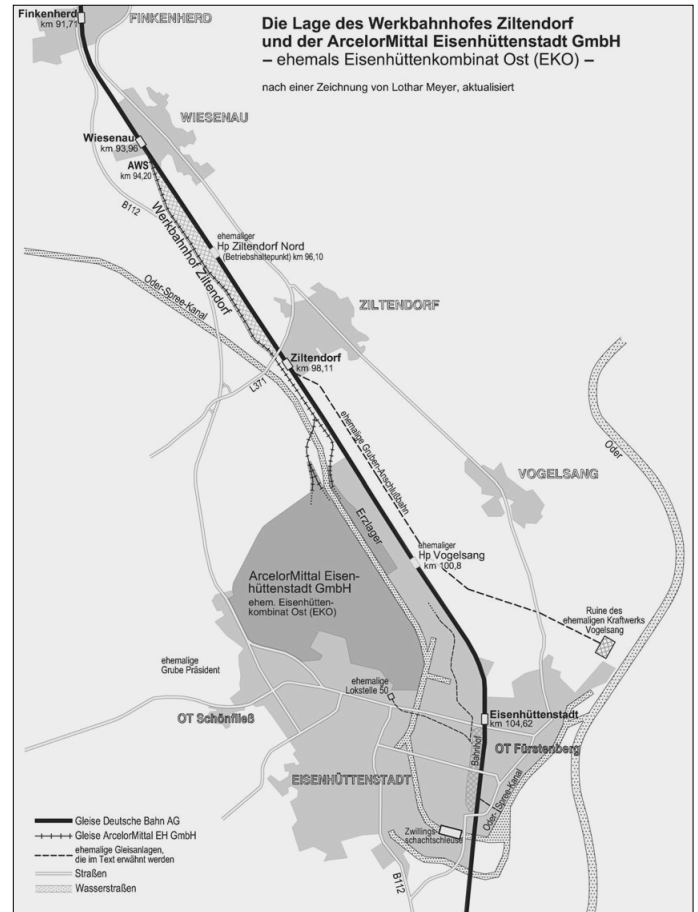 Die Lage des Werkbahnhofes Ziltendorf
und der ArcelorMittal Eisenhüttenstadt GmbH
– ehemals Eisenhüttenkombinat Ost (EKO) –
nach einer Zeichnung von Lothar Meyer, aktualisiert
Finkenherd
km 91,71
FINKENHERD
WIESENAU
Wiesenau
km 93,96
AWS
km 94,20
B112
Werkbahnhof Ziltendorf
ehemaliger
Hp Ziltendorf Nord
(Betriebshaltepunkt) km 96,10
Oder-Spree-Kanal
ZILTENDORF
Ziltendorf
km 98,11
L371
ehemalige Gruben-Anschlußbahn
Oder
VOGELSANG
Erzlager
ehemaliger
Hp Vogelsang
km 100,8
ArcelorMittal Eisen-
hüttenstadt GmbH
ehem. Eisenhütten-
kombinat Ost (EKO)
Ruine des
ehemaligen Kraftwerks
Vogelsang
ehemalige
Grube Präsident
ehemalige
Lokstelle 50
OT Schönfließ
Eisenhüttenstadt
km 104,62
OT Fürstenberg
Bahnhof
EISENHÜTTENSTADT
Oder-Spree-Kanal
Zwillings-
schachtschleuse
B112
Gleise Deutsche Bahn AG
Gleise ArcelorMittal EH GmbH
ehemalige Gleisanlagen,
die im Text erwähnt werden
Straßen
Wasserstraßen